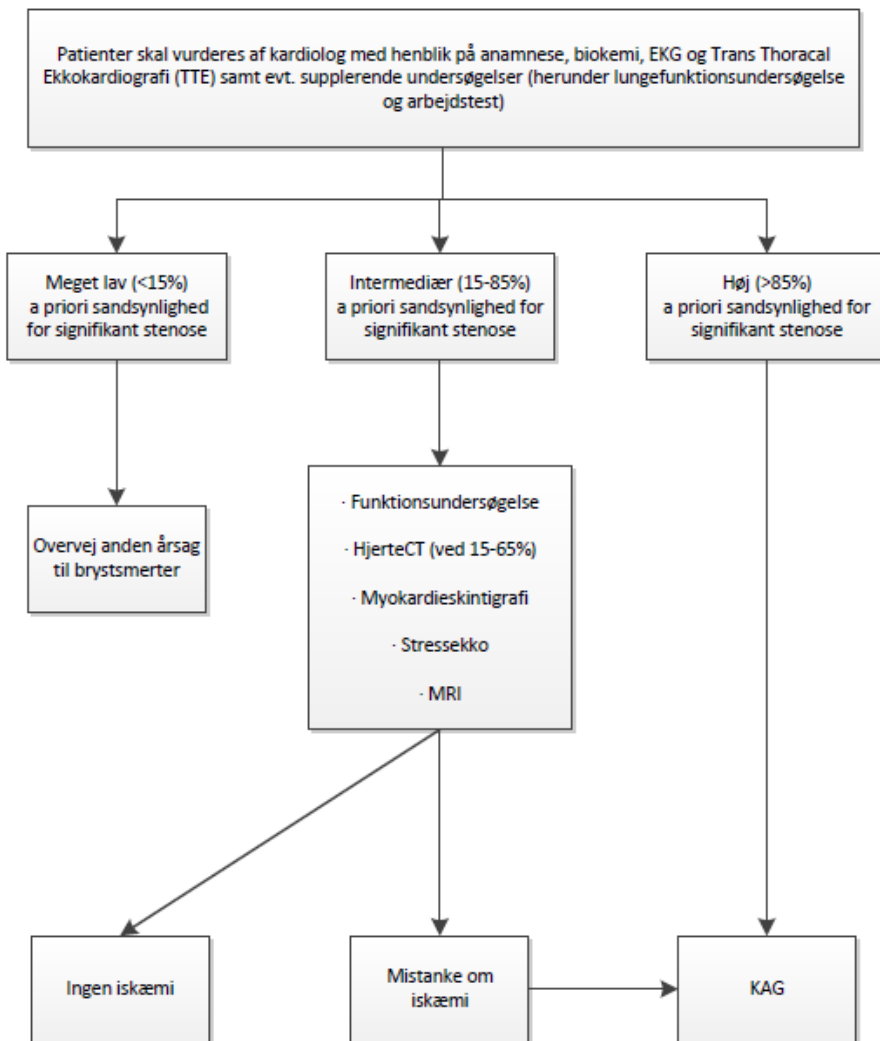 Patienter skal vurderes af kardiolog med henblik på anamnese, biokemi, EKG og Trans Thoracal
Ekkokardiografi (TTE) samt evt. supplerende undersøgelser (herunder lungefunktionsundersøgelse
og arbejdstest)
Meget lav (<15%)
a priori sandsynlighed
for signifikant stenose
Intermediær (15-85%)
a priori sandsynlighed for
signifikant stenose
Høj (>85%)
a priori sandsynlighed for
signifikant stenose
Overvej anden årsag
til brystsmerter
· Funktionsundersøgelse
· HjerteCT (ved 15-65%)
· Myokardieskintigrafi
· Stressekko
· MRI
Ingen iskæmi
Mistanke om
iskæmi
KAG